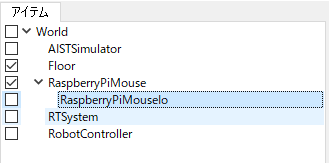 アイテム
World
AISTSimulator
Floor
RaspberryPiMouse
RaspberryPiMouseIo
RTSystem
RobotController